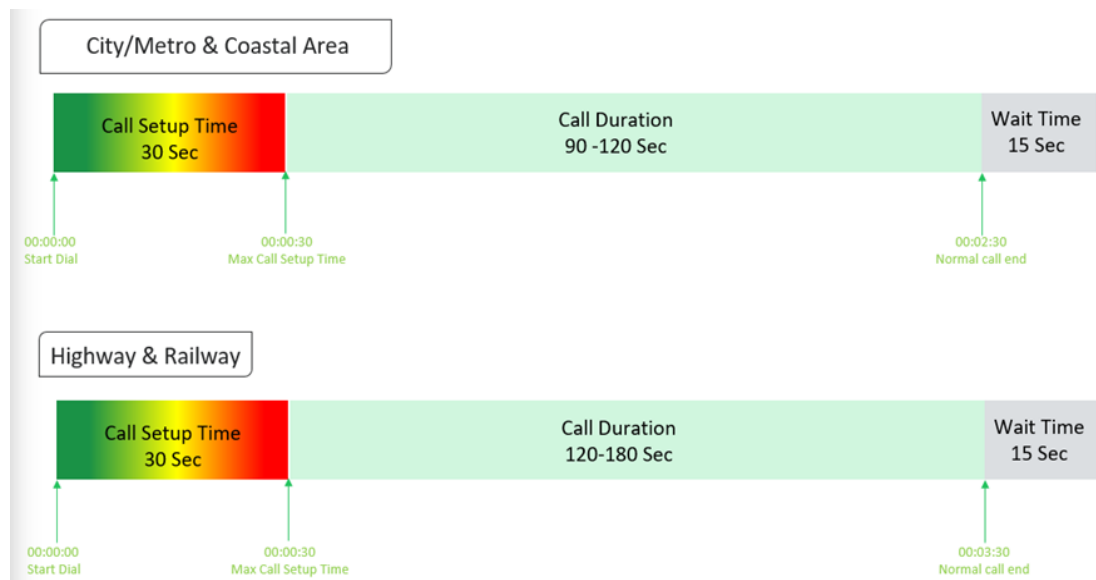 City/Metro & Coastal Area
Call Setup Time
30 Sec
Call Duration
90 -120 Sec
Wait Time
15 Sec
00:00:00
Start Dial
00:00:30
Max Call Setup Time
00:02:30
Normal call end
Highway & Railway
Call Setup Time
30 Sec
Call Duration
120-180 Sec
Wait Time
15 Sec
00:00:00
Start Dial
00:00:30
Max Call Setup Time
00:03:30
Normal call end